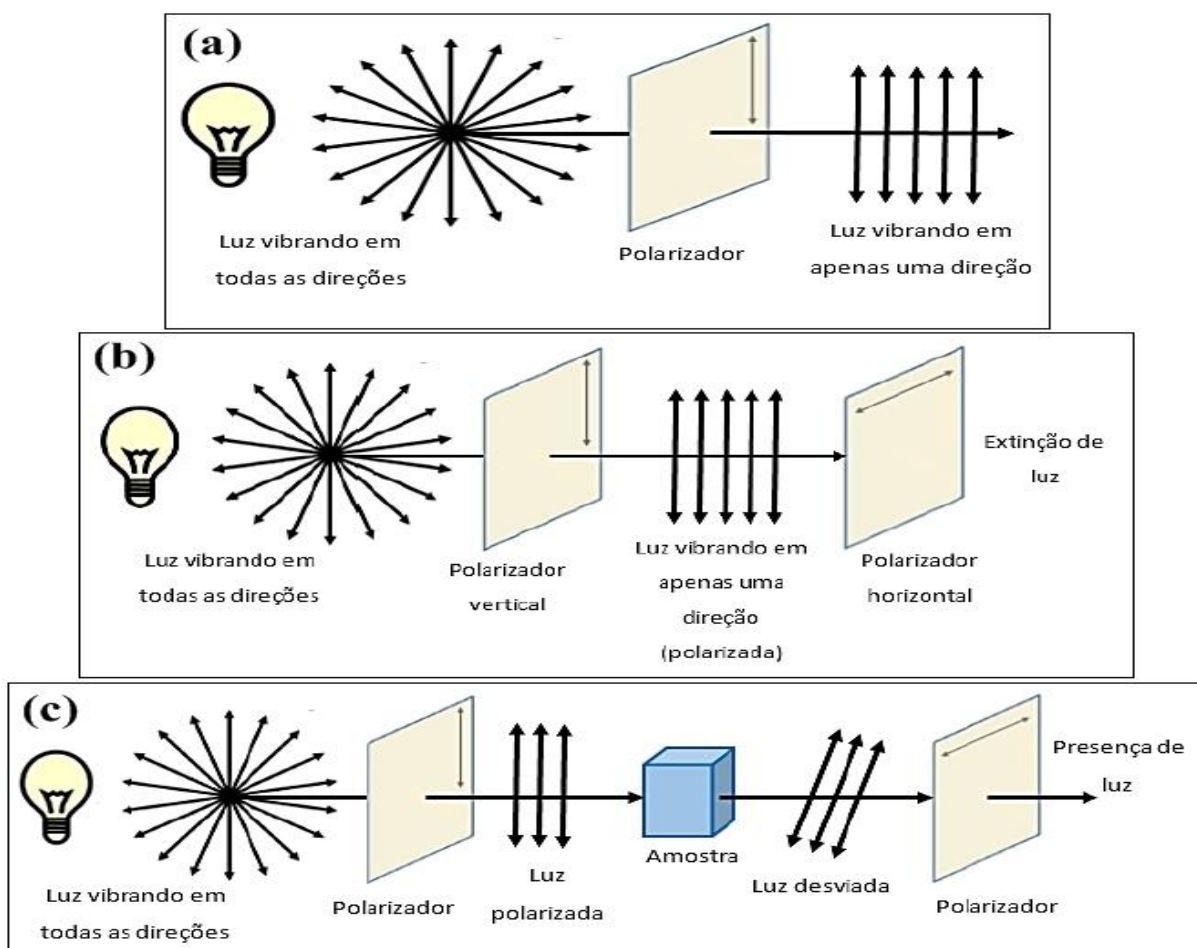 (a)
Luz vibrando em
todas as direções
Polarizador
Luz vibrando em
apenas uma direção
(b)
Luz vibrando em
todas as direções
Polarizador
vertical
Luz vibrando em
apenas uma
direção
(polarizada)
Polarizador
horizontal
Extinção de
luz
(c)
Luz vibrando em
todas as direções
Polarizador
Luz
polarizada
Amostra
Luz desviada
Polarizador
Presença de
luz